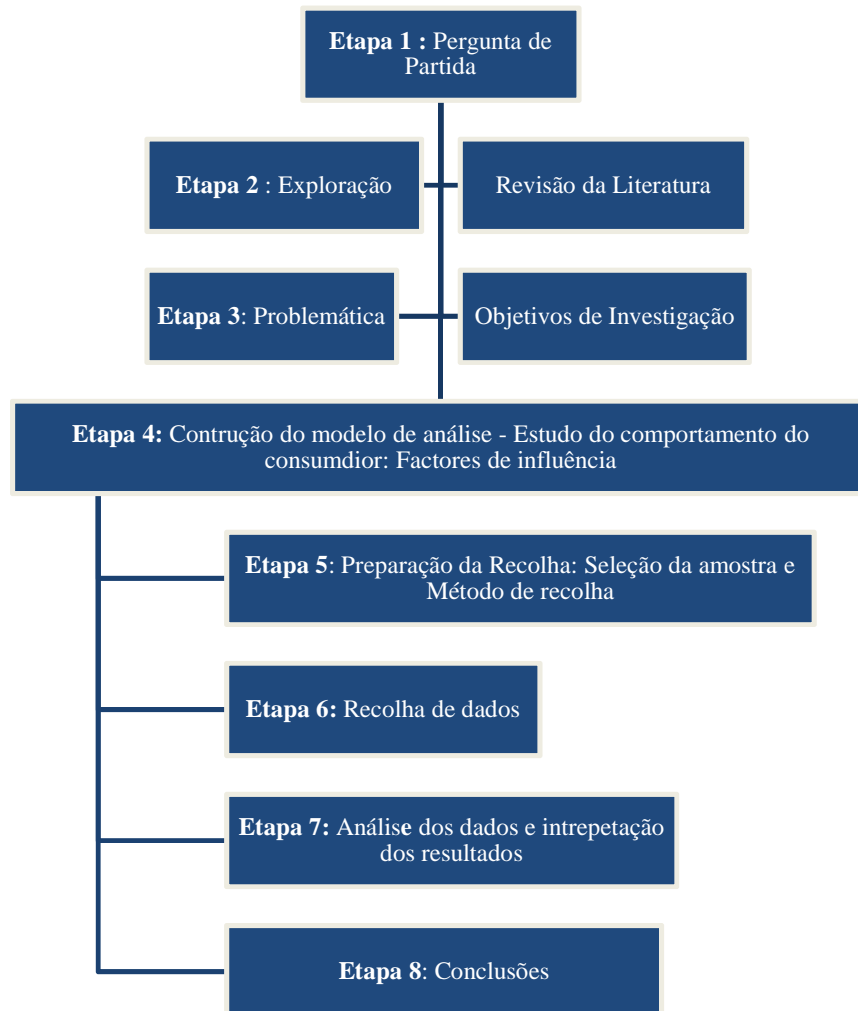 Etapa 1 : Pergunta de
Partida
Etapa 2 : Exploração
Revisão da Literatura
Etapa 3: Problemática
Objetivos de Investigação
Etapa 4: Contrução do modelo de análise - Estudo do comportamento do
consumdior: Factores de influência
Etapa 5: Preparação da Recolha: Seleção da amostra e
Método de recolha
Etapa 6: Recolha de dados
Etapa 7: Análise dos dados e intrepetação
dos resultados
Etapa 8: Conclusões